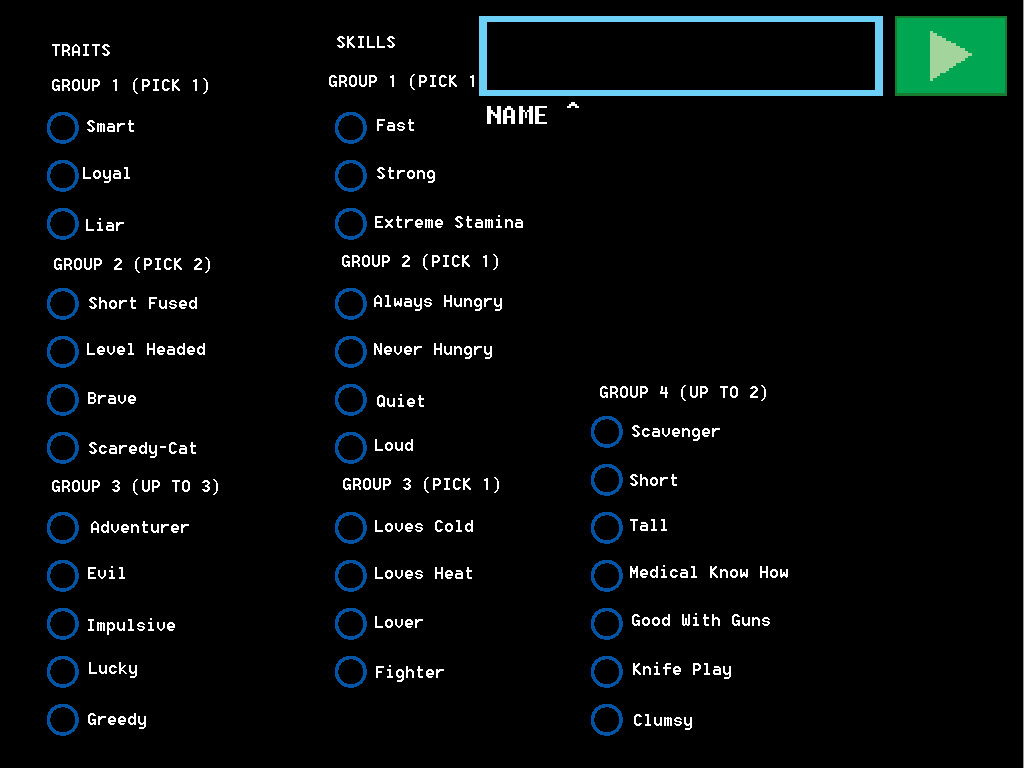 TRAITS
GROUP 1 (PICK 1)
Smart
Loyal
Liar
GROUP 2 (PICK 2)
Short Fused
Level Headed
Brave
Scaredy-Cat
GROUP 3 (UP TO 3)
Adventurer
Evil
Impulsive
Lucky
Greedy
SKILLS
GROUP 1 (PICK 1
Fast
Strong
Extreme Stamina
GROUP 2 (PICK 1)
Always Hungry
Never Hungry
Quiet
Loud
GROUP 3 (PICK 1)
Loves Cold
Loves Heat
Lover
Fighter
NAME ^
GROUP 4 (UP TO 2)
Scavenger
Short
Tall
Medical Know How
Good With Guns
Knife Play
Clumsy